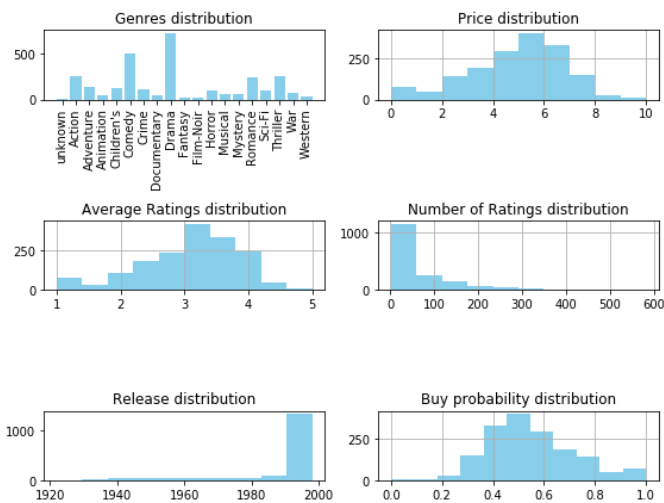 Genres distribution
500
0
unknown
Action
Adventure
Animation
Children's
Comedy
Crime
Documentary
Drama
Fantasy
Film-Noir
Horror
Musical
Mystery
Romance
Sci-Fi
Thriller
War
Western
Price distribution
250
0
0 2 4 6 8 10
Average Ratings distribution
250
0
1 2 3 4 5
Number of Ratings distribution
1000
0
0 100 200 300 400 500 600
Release distribution
1000
0
1920 1940 1960 1980 2000
Buy probability distribution
250
0
0.0 0.2 0.4 0.6 0.8 1.0